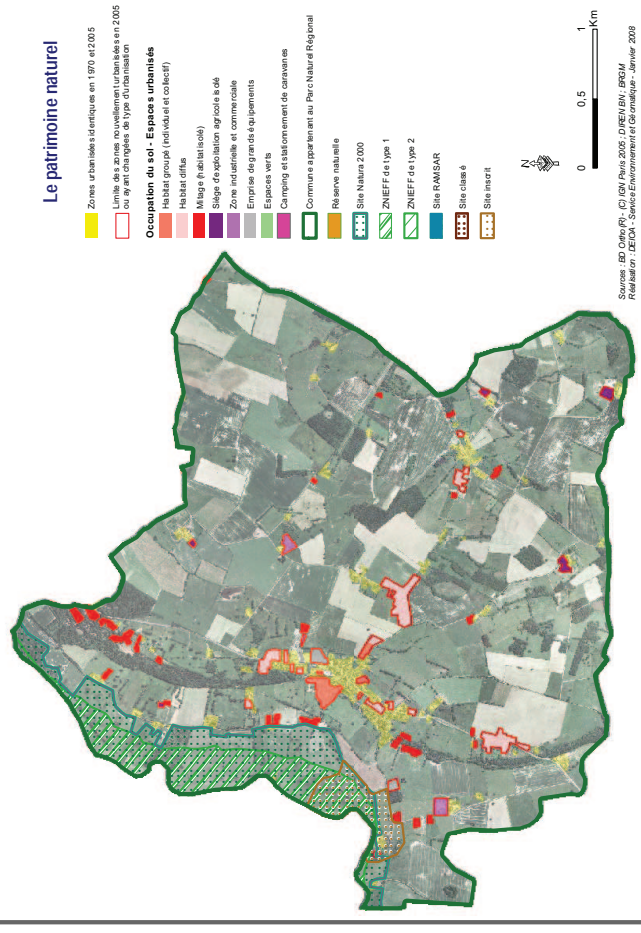 Le patrimoine naturel
Zones urbanisées identiques en 1970 et 2005
Limite des zones nouvellement urbanisées en 2005
ou ayant changées de type d'urbanisation
Occupation du sol - Espaces urbanisés
Habitat groupé (individuel et collectif)
Habitat diffus
Mitage (habitat isolé)
Siège d'exploitation agricole isolé
Zone industrielle et commerciale
Emprise de grands équipements
Espaces verts
Camping et stationnement de caravanes
Commune appartenant au Parc Naturel Régional
Réserve naturelle
Site Natura 2000
ZNIEFF de type 1
ZNIEFF de type 2
Site RAMSAR
Site classé
Site inscrit
N
0 0.5 1
Km
Sources : BD Ortho(R) - (C) IGN Paris 2005 ; DIREN BN ; BRGM
Réalisation : DEIOA - Service Environnement et Géomatique - Janvier 2008